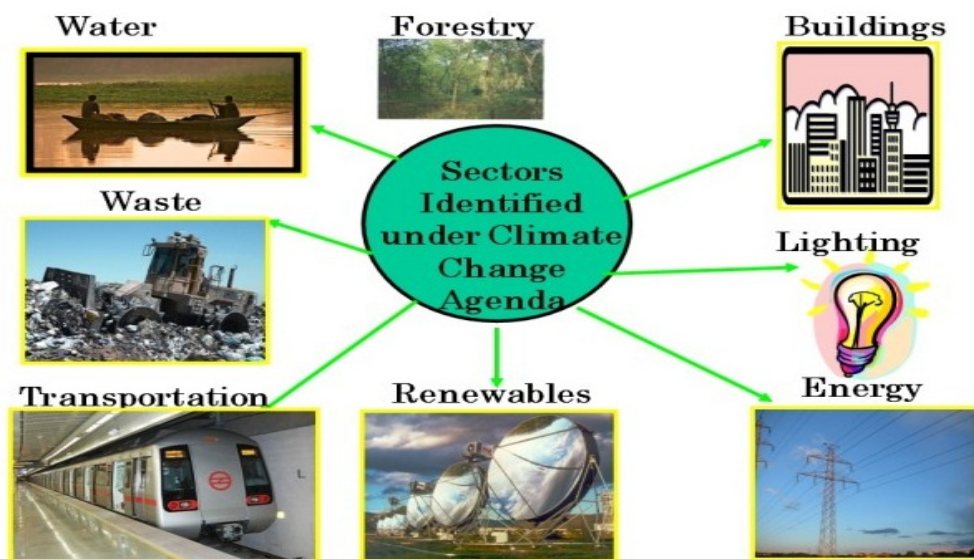 Water
Forestry
Buildings
Sectors
Identified
under Climate
Change
Agenda
Waste
Lighting
Transportation
Renewables
Energy